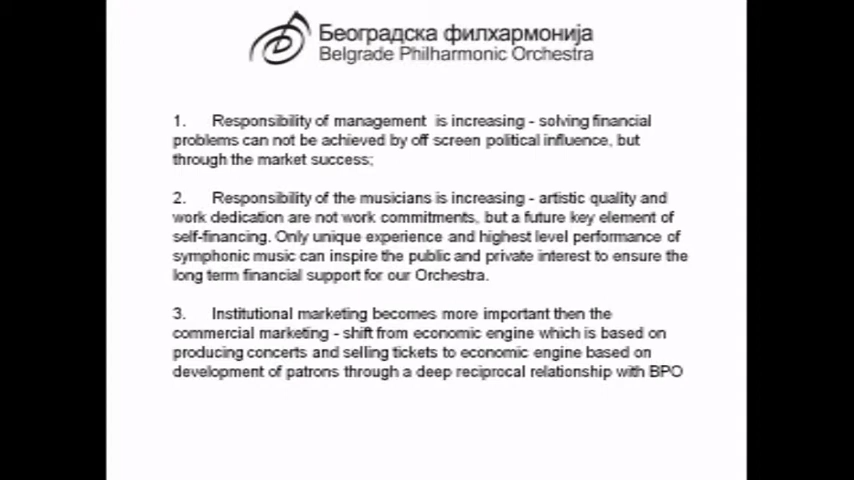 Београдска филхармонија
Belgrade Philharmonic Orchestra
1. Responsibility of management is increasing - solving financial
problems can not be achieved by off screen political influence, but
through the market success;
2. Responsibility of the musicians is increasing - artistic quality and
work dedication are not work commitments, but a future key element of
self-financing. Only unique experience and highest level performance of
symphonic music can inspire the public and private interest to ensure the
long term financial support for our Orchestra.
3. Institutional marketing becomes more important then the
commercial marketing - shift from economic engine which is based on
producing concerts and selling tickets to economic engine based on
development of patrons through a deep reciprocal relationship with BPO